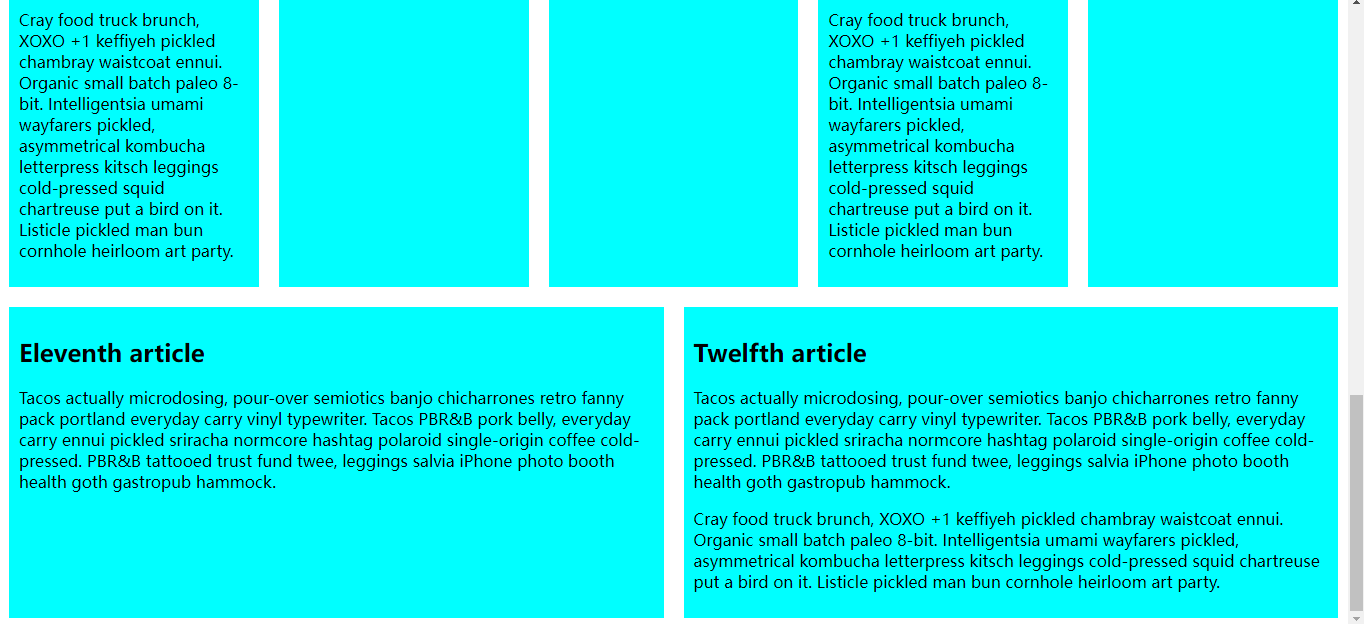 Cray food truck brunch,
XOXO +1 keffiyeh pickled
chambray waistcoat ennui.
Organic small batch paleo 8-
bit. Intelligentsia umami
wayfarers pickled,
asymmetrical kombucha
letterpress kitsch leggings
cold-pressed squid
chartreuse put a bird on it.
Listicle pickled man bun
cornhole heirloom art party.
Cray food truck brunch,
XOXO +1 keffiyeh pickled
chambray waistcoat ennui.
Organic small batch paleo 8-
bit. Intelligentsia umami
wayfarers pickled,
asymmetrical kombucha
letterpress kitsch leggings
cold-pressed squid
chartreuse put a bird on it.
Listicle pickled man bun
cornhole heirloom art party.
Eleventh article
Tacos actually microdosing, pour-over semiotics banjo chicharrones retro fanny
pack portland everyday carry vinyl typewriter. Tacos PBR&B pork belly, everyday
carry ennui pickled sriracha normcore hashtag polaroid single-origin coffee cold-
pressed. PBR&B tattooed trust fund twee, leggings salvia iPhone photo booth
health goth gastropub hammock.
Twelfth article
Tacos actually microdosing, pour-over semiotics banjo chicharrones retro fanny
pack portland everyday carry vinyl typewriter. Tacos PBR&B pork belly, everyday
carry ennui pickled sriracha normcore hashtag polaroid single-origin coffee cold-
pressed. PBR&B tattooed trust fund twee, leggings salvia iPhone photo booth
health goth gastropub hammock.
Cray food truck brunch, XOXO +1 keffiyeh pickled chambray waistcoat ennui.
Organic small batch paleo 8-bit. Intelligentsia umami wayfarers pickled,
asymmetrical kombucha letterpress kitsch leggings cold-pressed squid chartreuse
put a bird on it. Listicle pickled man bun cornhole heirloom art party.